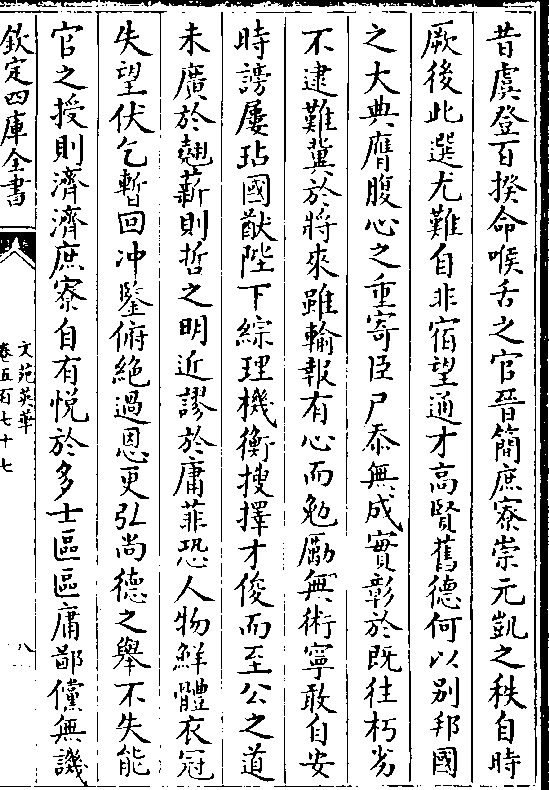 昔虞登百揆命喉舌之官晉簡庶寮崇元凱之秩自時
厥後此選尤難自非宿望通才高賢舊德何以別邦國
之大典膺腹心之重寄臣尸忝無成實彰於既往朽劣
不逮難冀於將來雖輸報有心而勉勵無術寧敢自安
時謗屢玷國猷陛下綜理機衡搜擇才俊而至公之道
未廣於翹薪則哲之明近謬於庸菲恐人物鮮體衣冠
失望伏乞暫回冲鑒俯絶過恩更弘尚德之舉不失能
官之授則濟濟庶寮自有悅於多士區區庸鄙儻無譏
欽定四庫全書
文苑英華
卷五百七十七
八